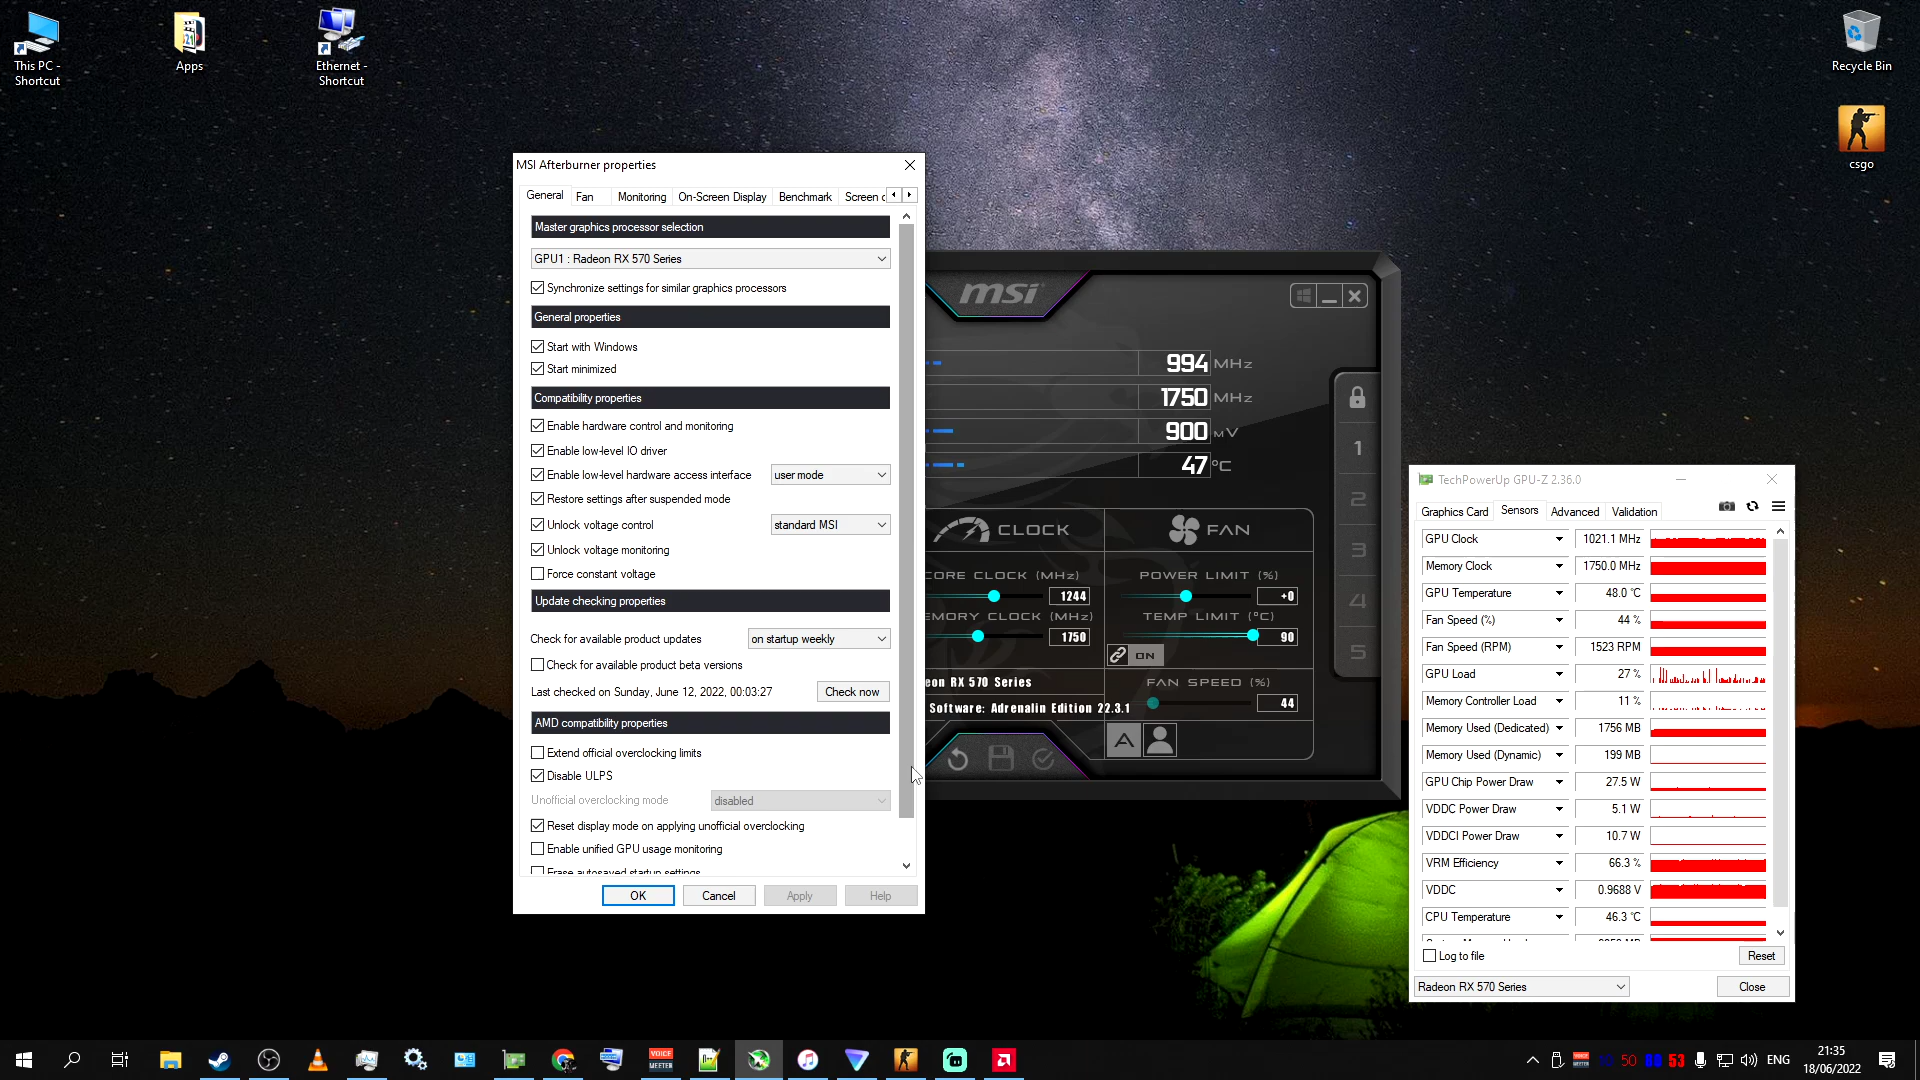 This PC -
Shortcut
Apps
Ethernet -
Shortcut
Recycle Bin
csgo
MSI Afterburner properties
General
Fan
Monitoring
On-Screen Display
Benchmark
Screen c
Master graphics processor selection
GPU1 : Radeon RX 570 Series
Synchronize settings for similar graphics processors
General properties
Start with Windows
Start minimized
Compatibility properties
Enable hardware control and monitoring
Enable low-level IO driver
Enable low-level hardware access interface
user mode
Restore settings after suspended mode
Unlock voltage control
standard MSI
Unlock voltage monitoring
Force constant voltage
Update checking properties
Check for available product updates
on startup weekly
Check for available product beta versions
Last checked on Sunday, June 12, 2022, 00:03:27
Check now
AMD compatibility properties
Extend official overclocking limits
Disable ULPS
Unofficial overclocking mode
disabled
Reset display mode on applying unofficial overclocking
Enable unified GPU usage monitoring
Erase autosaved startup settings
OK
Cancel
Apply
Help
msi
994 MHz
1750 MHz
900 mV
47 °C
1
2
3
4
5
CLOCK
FAN
CORE CLOCK (MHz)
1244
EMORY CLOCK (MHz)
1750
POWER LIMIT (%)
+0
TEMP LIMIT (°C)
90
ON
eon RX 570 Series
Software: Adrenalin Edition 22.3.1
FAN SPEED (%)
44
A
TechPowerUp GPU-Z 2.36.0
Graphics Card
Sensors
Advanced
Validation
GPU Clock 1021.1 MHz
Memory Clock 1750.0 MHz
GPU Temperature 48.0 °C
Fan Speed (%) 44 %
Fan Speed (RPM) 1523 RPM
GPU Load 27 %
Memory Controller Load 11 %
Memory Used (Dedicated) 1756 MB
Memory Used (Dynamic) 199 MB
GPU Chip Power Draw 27.5 W
VDDC Power Draw 5.1 W
VDDCI Power Draw 10.7 W
VRM Efficiency 66.3 %
VDDC 0.9688 V
CPU Temperature 46.3 °C
Log to file
Reset
Radeon RX 570 Series
Close
VOICE
MEETER
50
53
ENG
21:35
18/06/2022